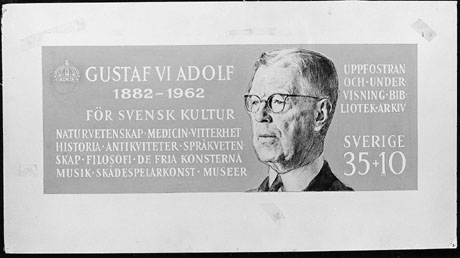 GUSTAF VI ADOLF
1882-1962
FÖR SVENSK KULTUR
NATURVETENSKAP·MEDICIN·VITTERHET
HISTORIA·ANTIKVITETER·SPRÅKVETEN-
SKAP·FILOSOFI·DE FRIA KONSTERNA
MUSIK·SKÅDESPELARKONST·MUSEER
UPPFOSTRAN
OCH·UNDER-
VISNING·BIB-
LIOTEK·ARKIV
SVERIGE
35+10